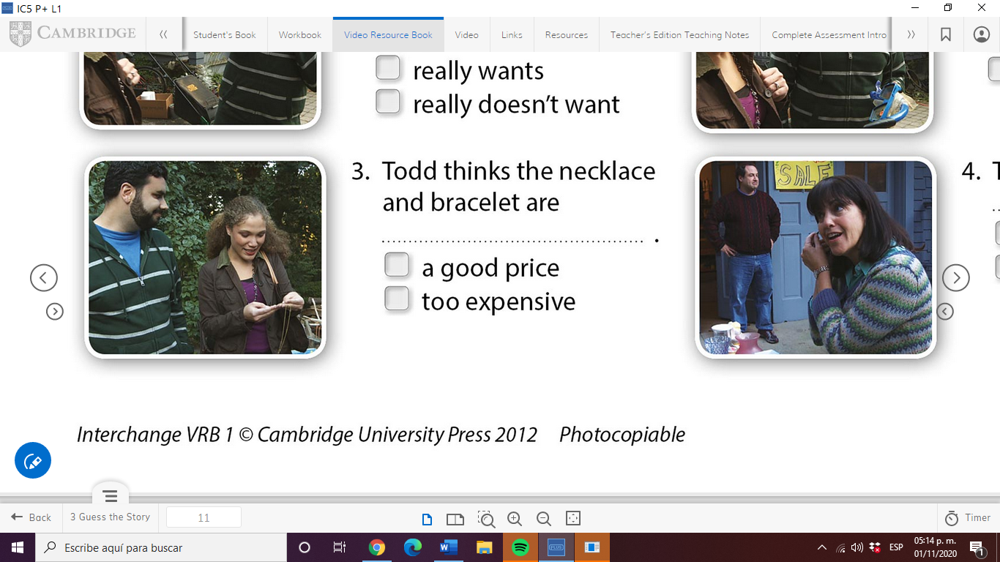 IC5 P+ L1
CAMBRIDGE
Student's Book
Workbook
Video Resource Book
Video
Links
Resources
Teacher's Edition Teaching Notes
Complete Assessment Intro
really wants
really doesn't want
3. Todd thinks the necklace
and bracelet are
............................................... .
a good price
too expensive
SALE
4. T
Interchange VRB 1 © Cambridge University Press 2012 Photocopiable
Back
3 Guess the Story
11
Timer
Escribe aquí para buscar
PLUS
ESP
05:14 p. m.
01/11/2020
1